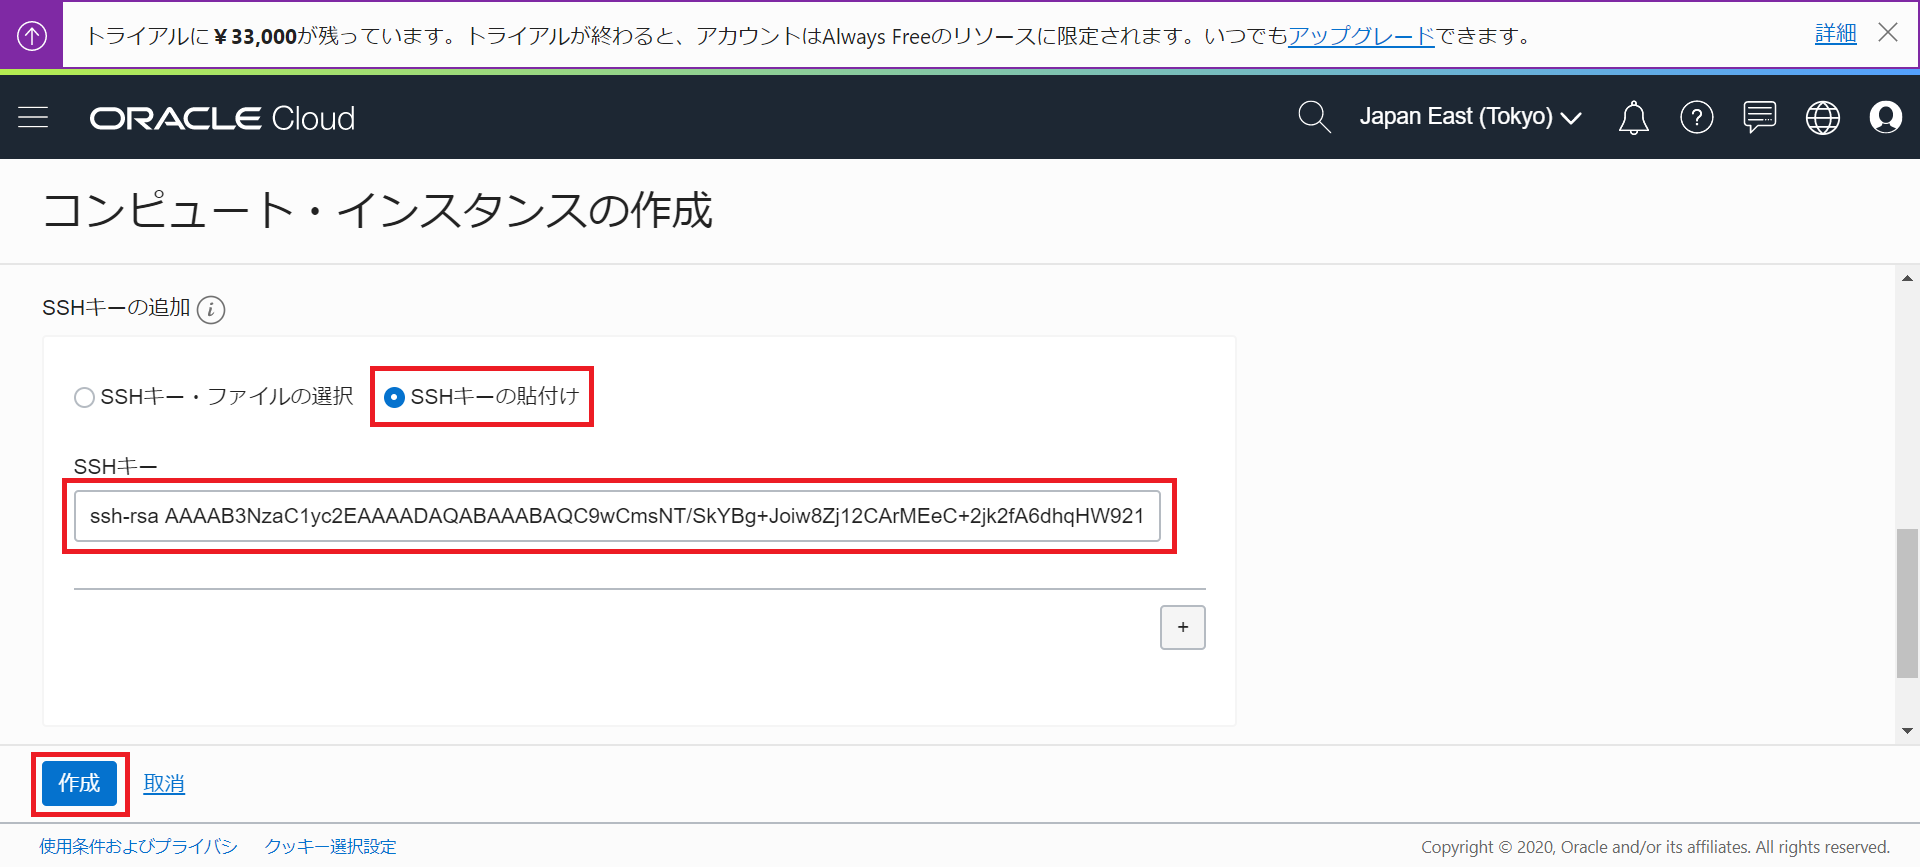 トライアルに¥33,000が残っています。トライアルが終わると、アカウントはAlways Freeのリソースに限定されます。いつでもアップグレードできます。 詳細
ORACLE Cloud Japan East (Tokyo)
コンピュート・インスタンスの作成
SSHキーの追加
SSHキー・ファイルの選択 SSHキーの貼付け
SSHキー
ssh-rsa AAAAB3NzaC1yc2EAAAADAQABAAABAQC9wCmsNT/SkYBg+Joiw8Zj12CArMEeC+2jk2fA6dhqHW921
+
作成 取消
使用条件およびプライバシ クッキー選択設定 Copyright © 2020, Oracle and/or its affiliates. All rights reserved.